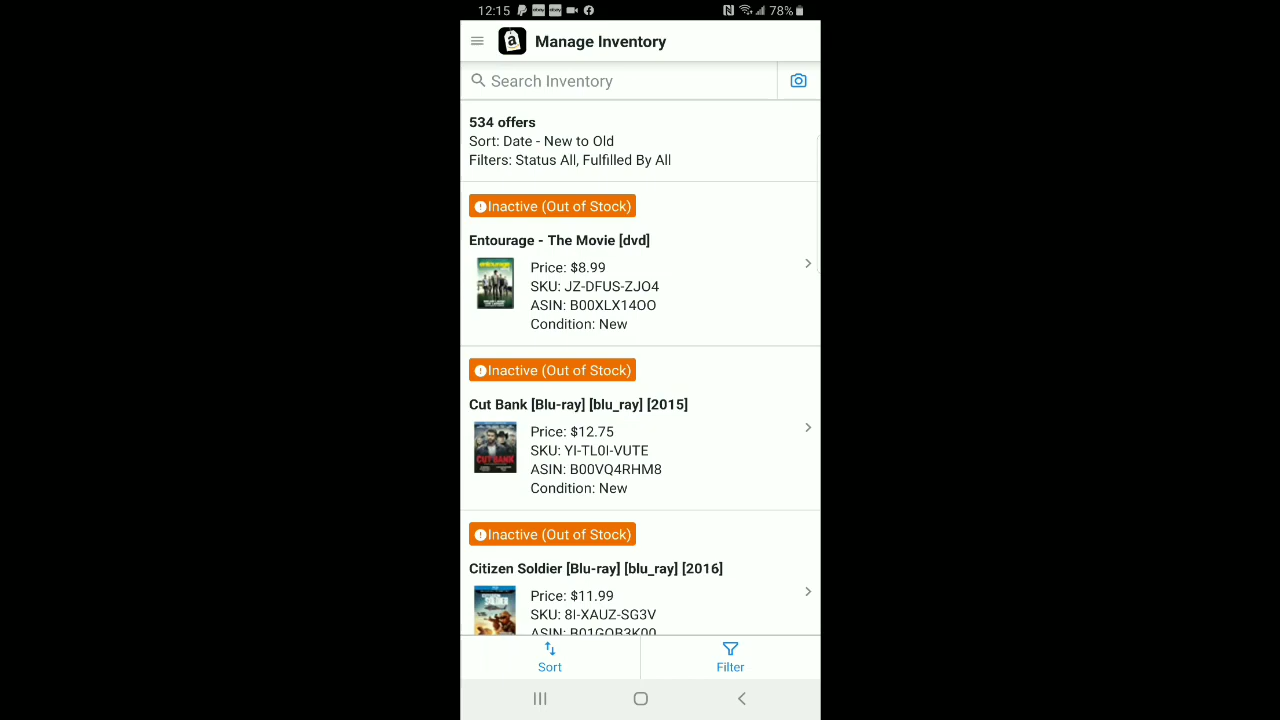 12:15 78%
Manage Inventory
Search Inventory
534 offers
Sort: Date - New to Old
Filters: Status All, Fulfilled By All
Inactive (Out of Stock)
Entourage - The Movie [dvd]
Price: $8.99
SKU: JZ-DFUS-ZJO4
ASIN: B00XLX14OO
Condition: New
Inactive (Out of Stock)
Cut Bank [Blu-ray] [blu_ray] [2015]
CUT BANK
Price: $12.75
SKU: YI-TL0I-VUTE
ASIN: B00VQ4RHM8
Condition: New
Inactive (Out of Stock)
Citizen Soldier [Blu-ray] [blu_ray] [2016]
Price: $11.99
SKU: 8I-XAUZ-SG3V
ASIN: B01GOB3K00
Sort
Filter